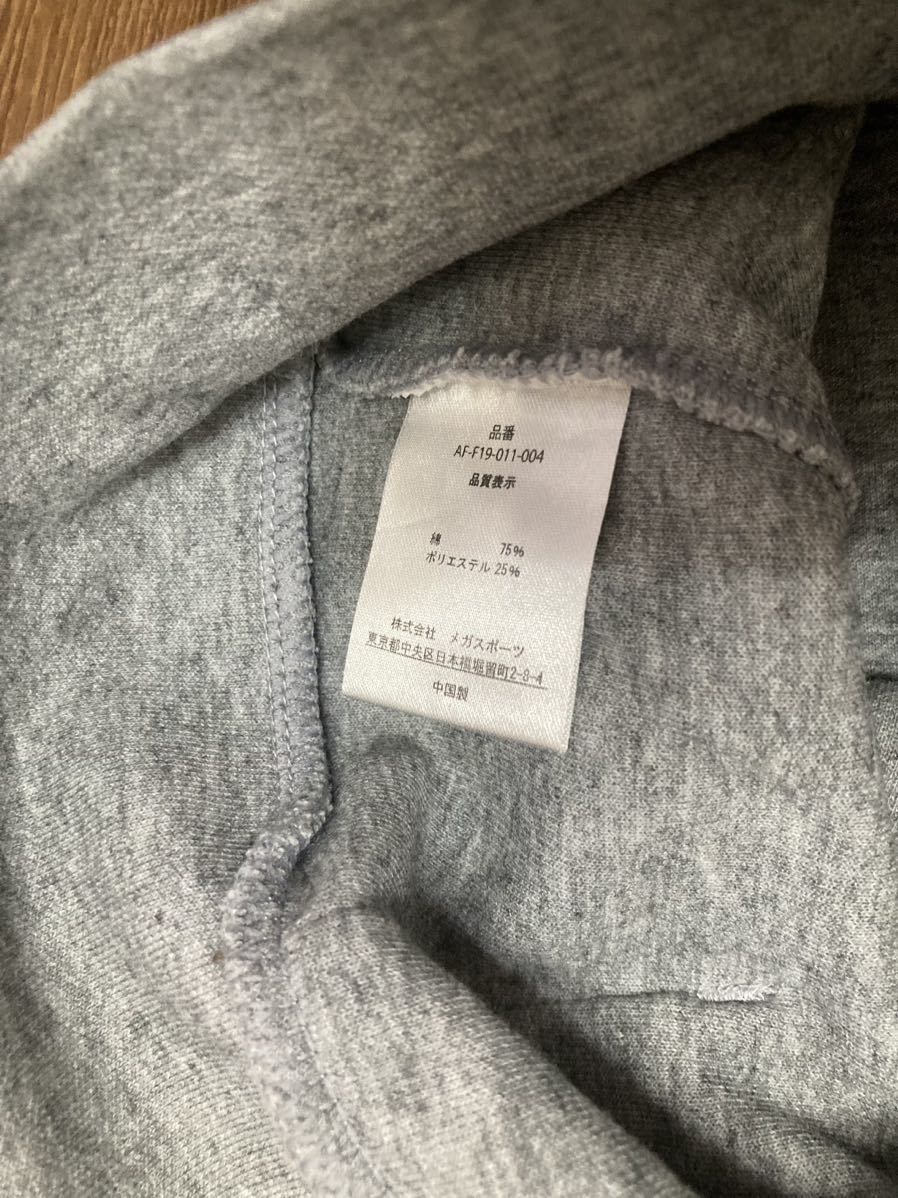 品番
AF-F19-011-004
品質表示
綿 75%
ポリエステル 25%
株式会社 メガスポーツ
東京都中央区日本橋堀留町2-8-4
中国製